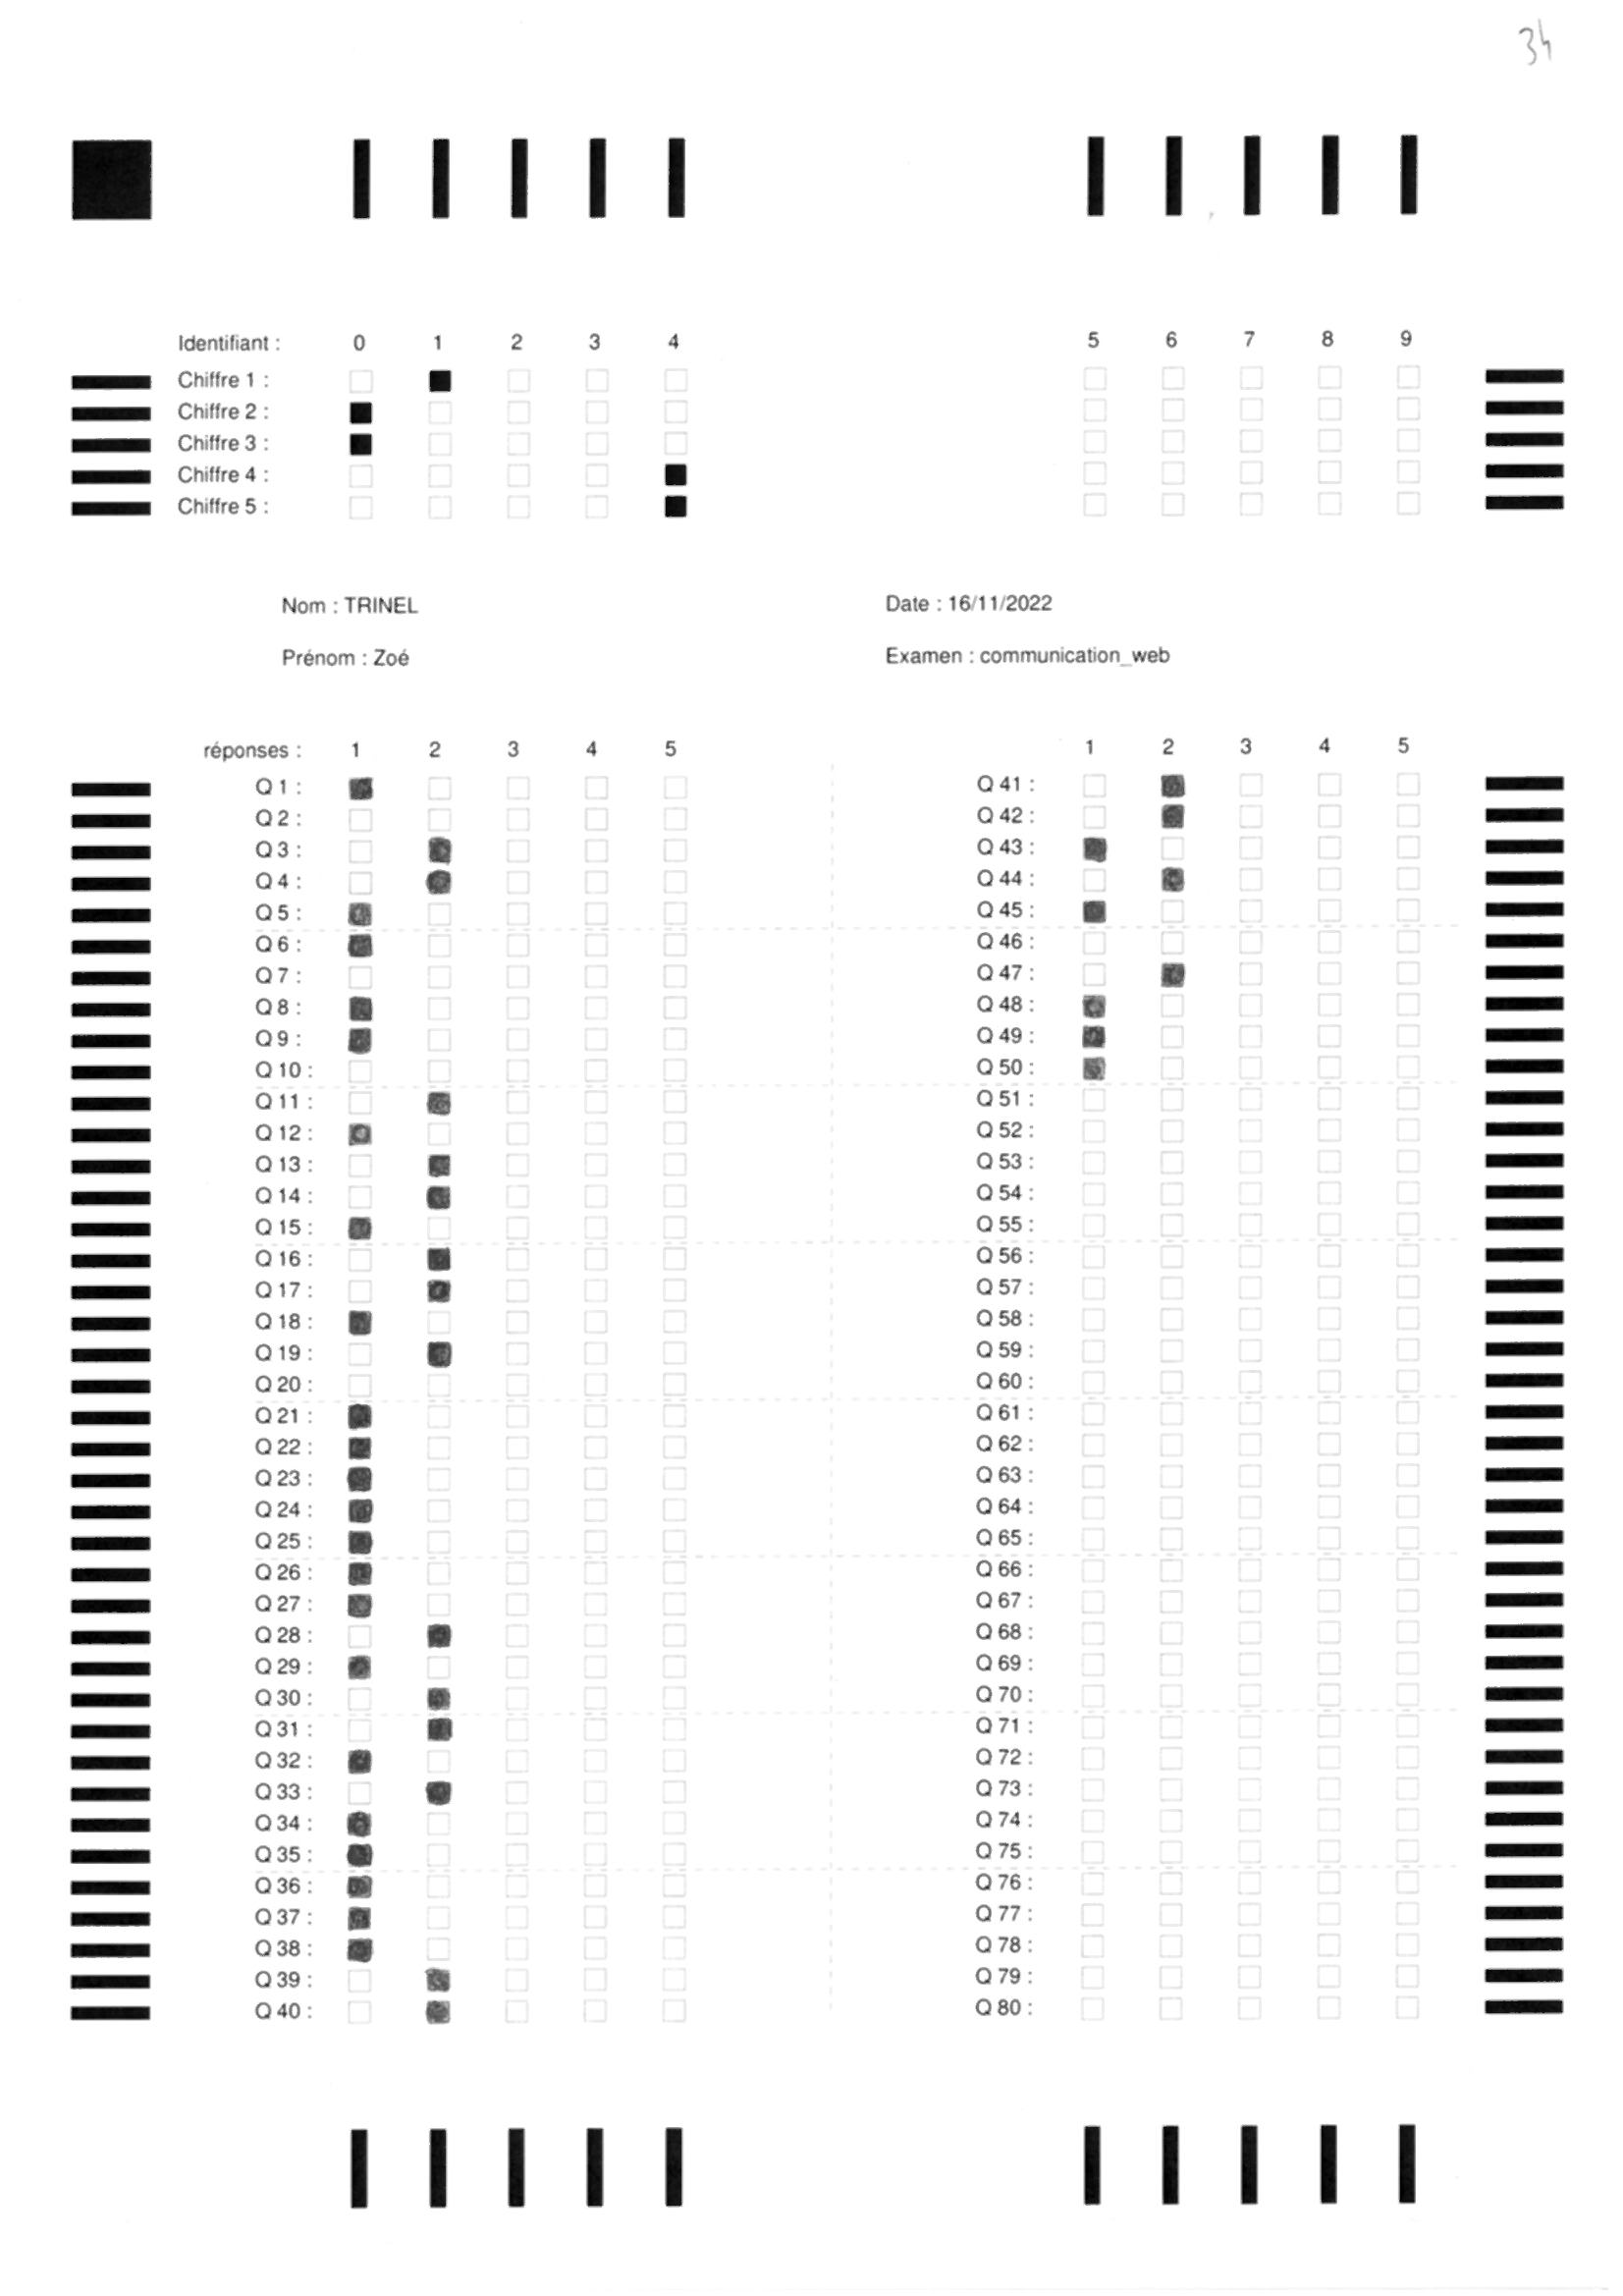 34
Identifiant : 0 1 2 3 4 5 6 7 8 9
Chiffre 1 :
Chiffre 2 :
Chiffre 3 :
Chiffre 4 :
Chiffre 5 :
Nom : TRINEL
Prénom : Zoé
Date : 16/11/2022
Examen : communication_web
réponses : 1 2 3 4 5
Q 1 :
Q 2 :
Q 3 :
Q 4 :
Q 5 :
Q 6 :
Q 7 :
Q 8 :
Q 9 :
Q 10 :
Q 11 :
Q 12 :
Q 13 :
Q 14 :
Q 15 :
Q 16 :
Q 17 :
Q 18 :
Q 19 :
Q 20 :
Q 21 :
Q 22 :
Q 23 :
Q 24 :
Q 25 :
Q 26 :
Q 27 :
Q 28 :
Q 29 :
Q 30 :
Q 31 :
Q 32 :
Q 33 :
Q 34 :
Q 35 :
Q 36 :
Q 37 :
Q 38 :
Q 39 :
Q 40 :
1 2 3 4 5
Q 41 :
Q 42 :
Q 43 :
Q 44 :
Q 45 :
Q 46 :
Q 47 :
Q 48 :
Q 49 :
Q 50 :
Q 51 :
Q 52 :
Q 53 :
Q 54 :
Q 55 :
Q 56 :
Q 57 :
Q 58 :
Q 59 :
Q 60 :
Q 61 :
Q 62 :
Q 63 :
Q 64 :
Q 65 :
Q 66 :
Q 67 :
Q 68 :
Q 69 :
Q 70 :
Q 71 :
Q 72 :
Q 73 :
Q 74 :
Q 75 :
Q 76 :
Q 77 :
Q 78 :
Q 79 :
Q 80 :